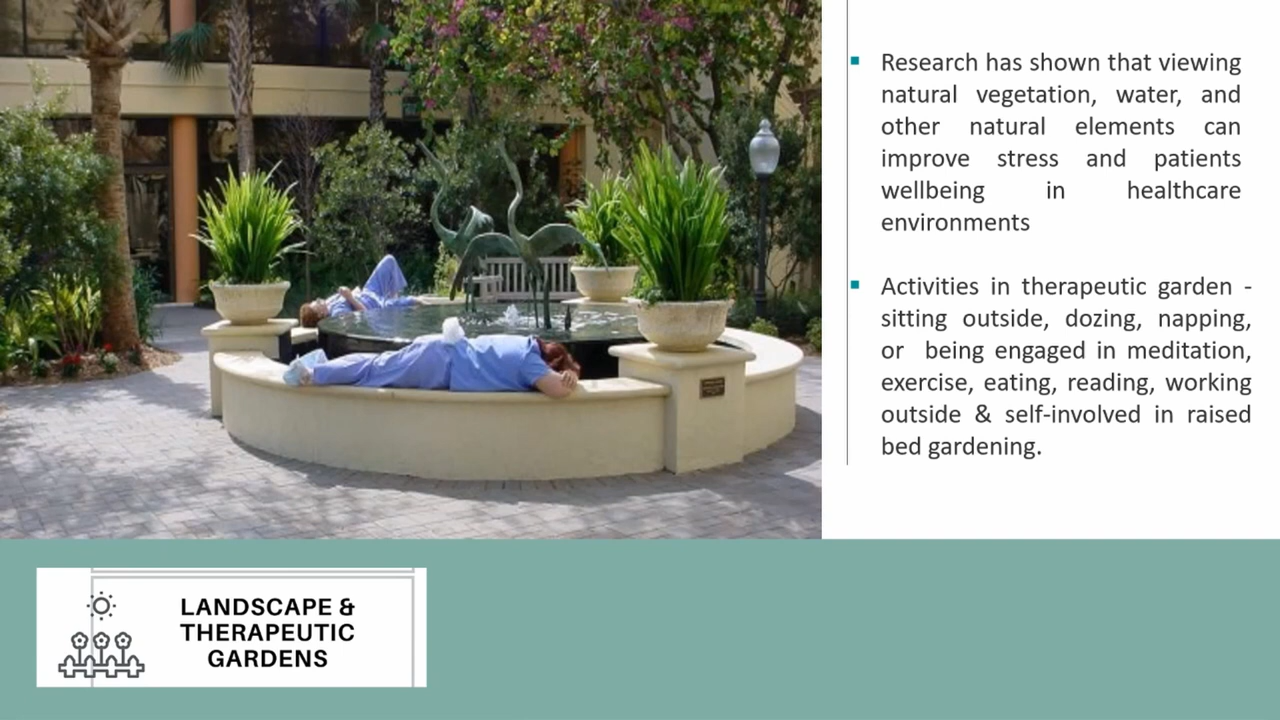 Research has shown that viewing
natural vegetation, water, and
other natural elements can
improve stress and patients
wellbeing in healthcare
environments
Activities in therapeutic garden -
sitting outside, dozing, napping,
or being engaged in meditation,
exercise, eating, reading, working
outside & self-involved in raised
bed gardening.
LANDSCAPE &
THERAPEUTIC
GARDENS